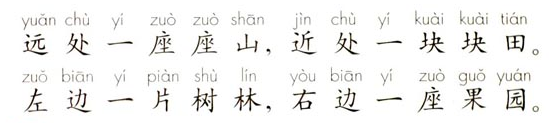 yuǎn chù yí zuò zuò shān jìn chù yí kuài kuài tián
远处一座座山，近处一块块田。
zuǒ biān yí piàn shù lín yòu biān yí zuò guǒ yuán
左边一片树林，右边一座果园。